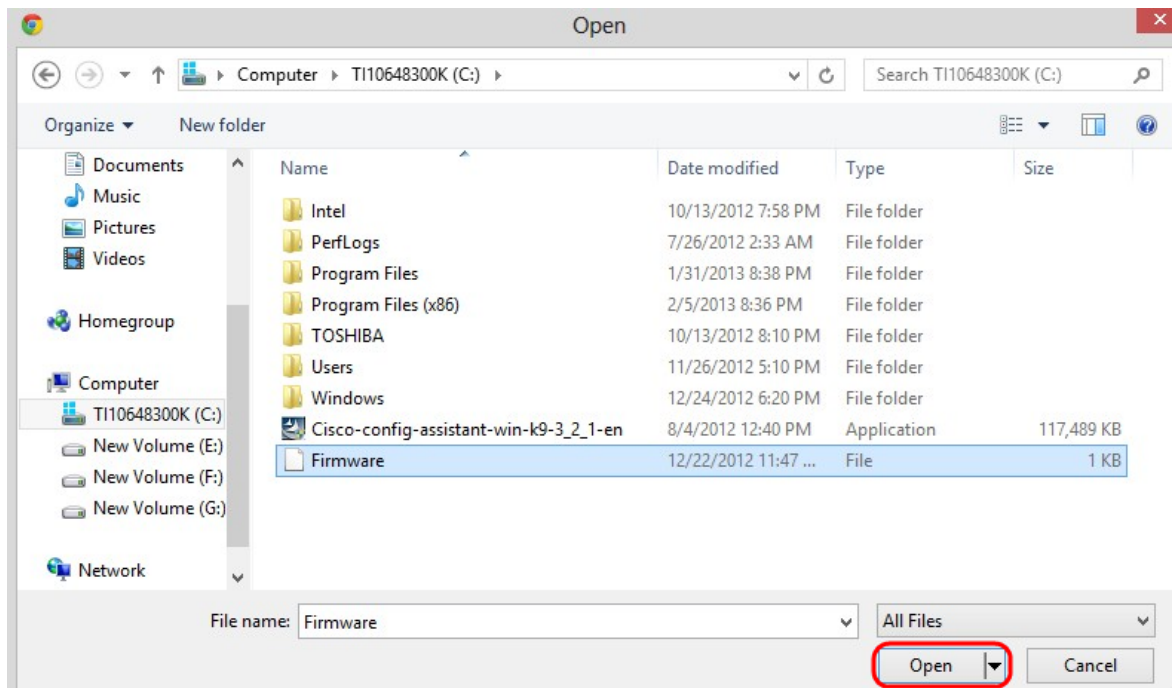 Open
Computer TI10648300K (C:) Search TI10648300K (C:)
Organize New folder
Documents
Music
Pictures
Videos
Homegroup
Computer
TI10648300K (C:)
New Volume (E:)
New Volume (F:)
New Volume (G:)
Network
Name Date modified Type Size
Intel 10/13/2012 7:58 PM File folder
PerfLogs 7/26/2012 2:33 AM File folder
Program Files 1/31/2013 8:38 PM File folder
Program Files (x86) 2/5/2013 8:36 PM File folder
TOSHIBA 10/13/2012 8:10 PM File folder
Users 11/26/2012 5:10 PM File folder
Windows 12/24/2012 6:20 PM File folder
Cisco-config-assistant-win-k9-3_2_1-en 8/4/2012 12:40 PM Application 117,489 KB
Firmware 12/22/2012 11:47 ... File 1 KB
File name: Firmware All Files
Open Cancel